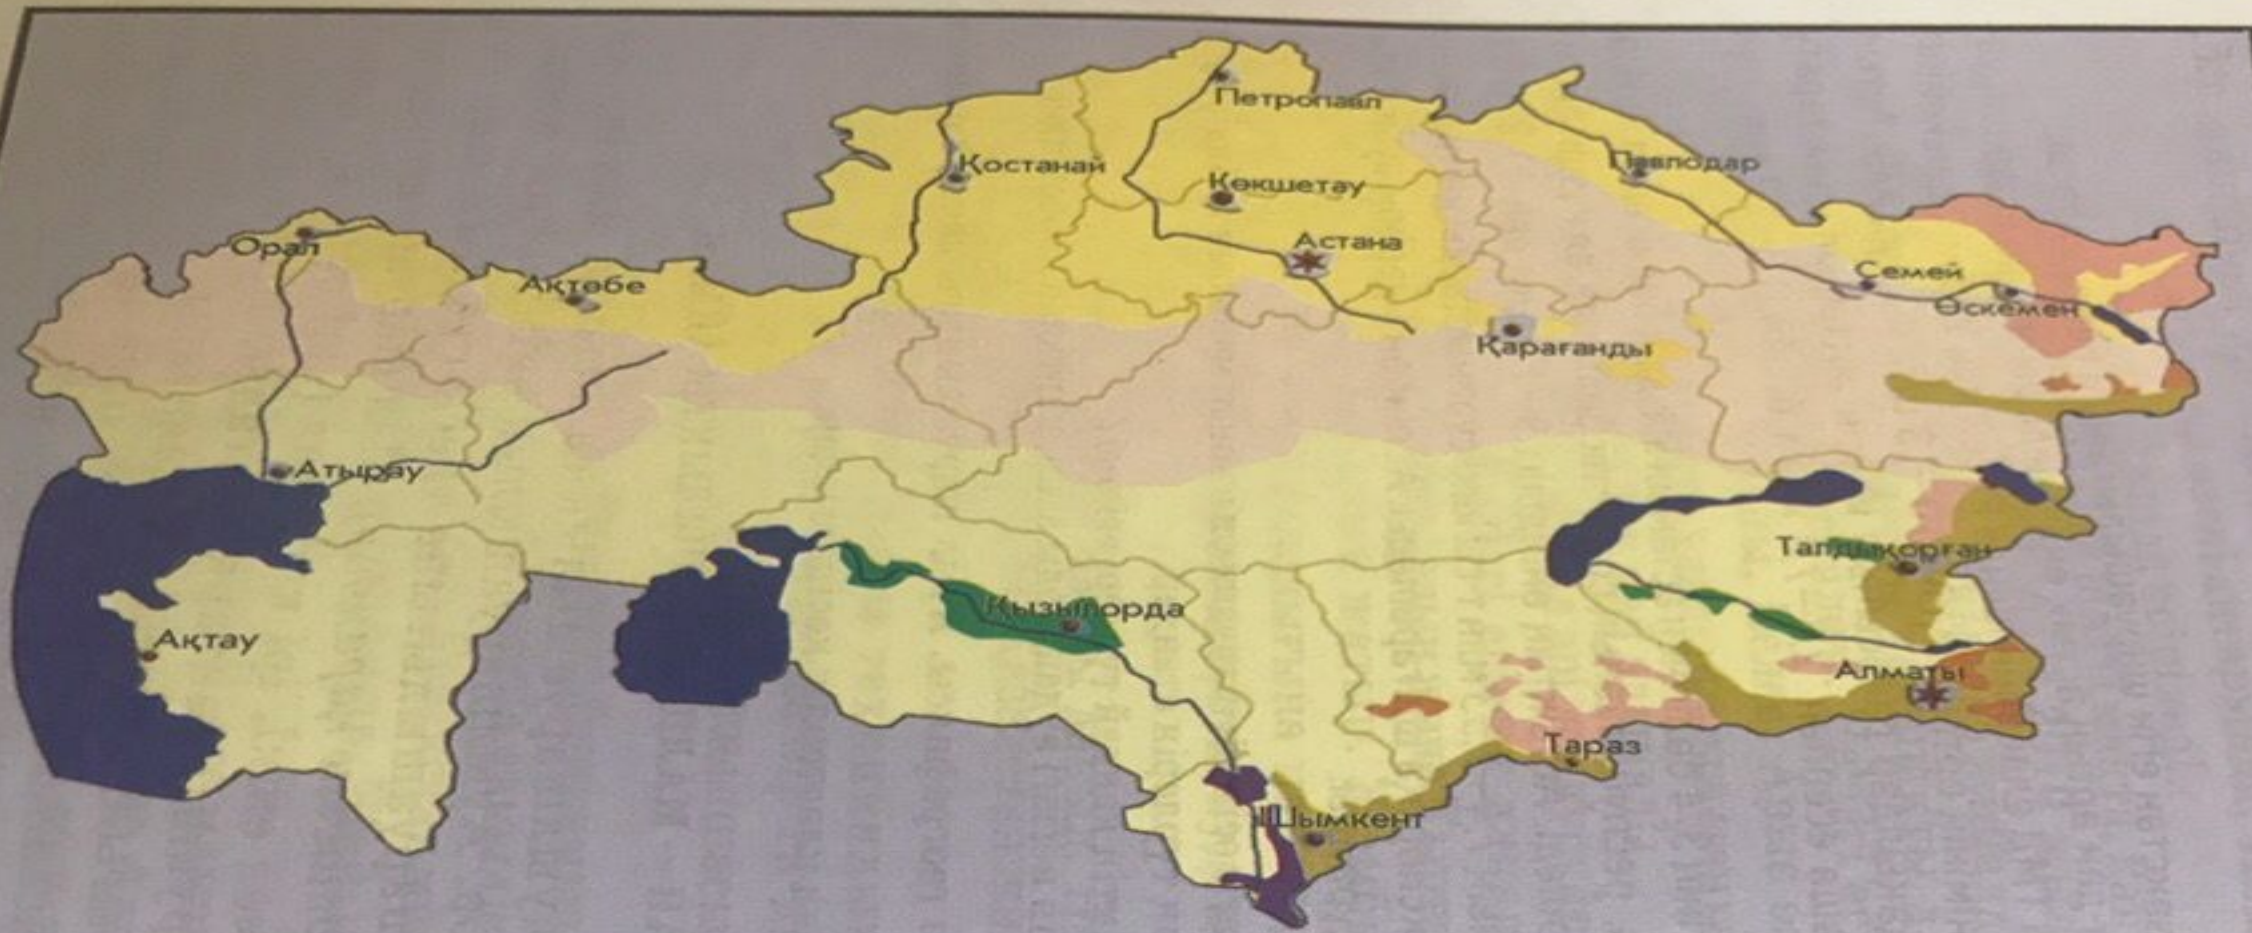 Петропавл
Қостанай
Павлодар
Көкшетау
Орал
Астана
Ақтөбе
Семей
Өскемен
Қарағанды
Атырау
Талдықорған
Қызылорда
Ақтау
Алматы
Тараз
Шымкент